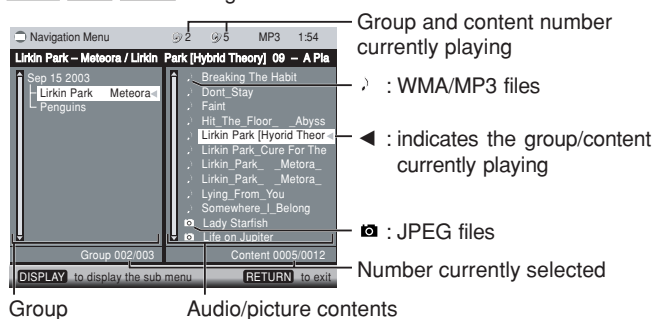 Navigation Menu 2 5 MP3 1:54
Lirkin Park – Meteora / Lirkin Park [Hybrid Theory] 09 – A Pla
Sep 15 2003
Lirkin Park Meteora
Penguins
Breaking The Habit
Dont_Stay
Faint
Hit_The_Floor_ _Abyss
Lirkin Park [Hyorid Theor
Lirkin Park_Cure For The
Lirkin_Park_ _Metora_
Lirkin_Park_ _Metora_
Lying_From_You
Somewhere_I_Belong
Lady Starfish
Life on Jupiter
Group 002/003 Content 0005/0012
DISPLAY to display the sub menu RETURN to exit
Group and content number
currently playing
: WMA/MP3 files
◀ : indicates the group/content
currently playing
: JPEG files
Number currently selected
Group Audio/picture contents